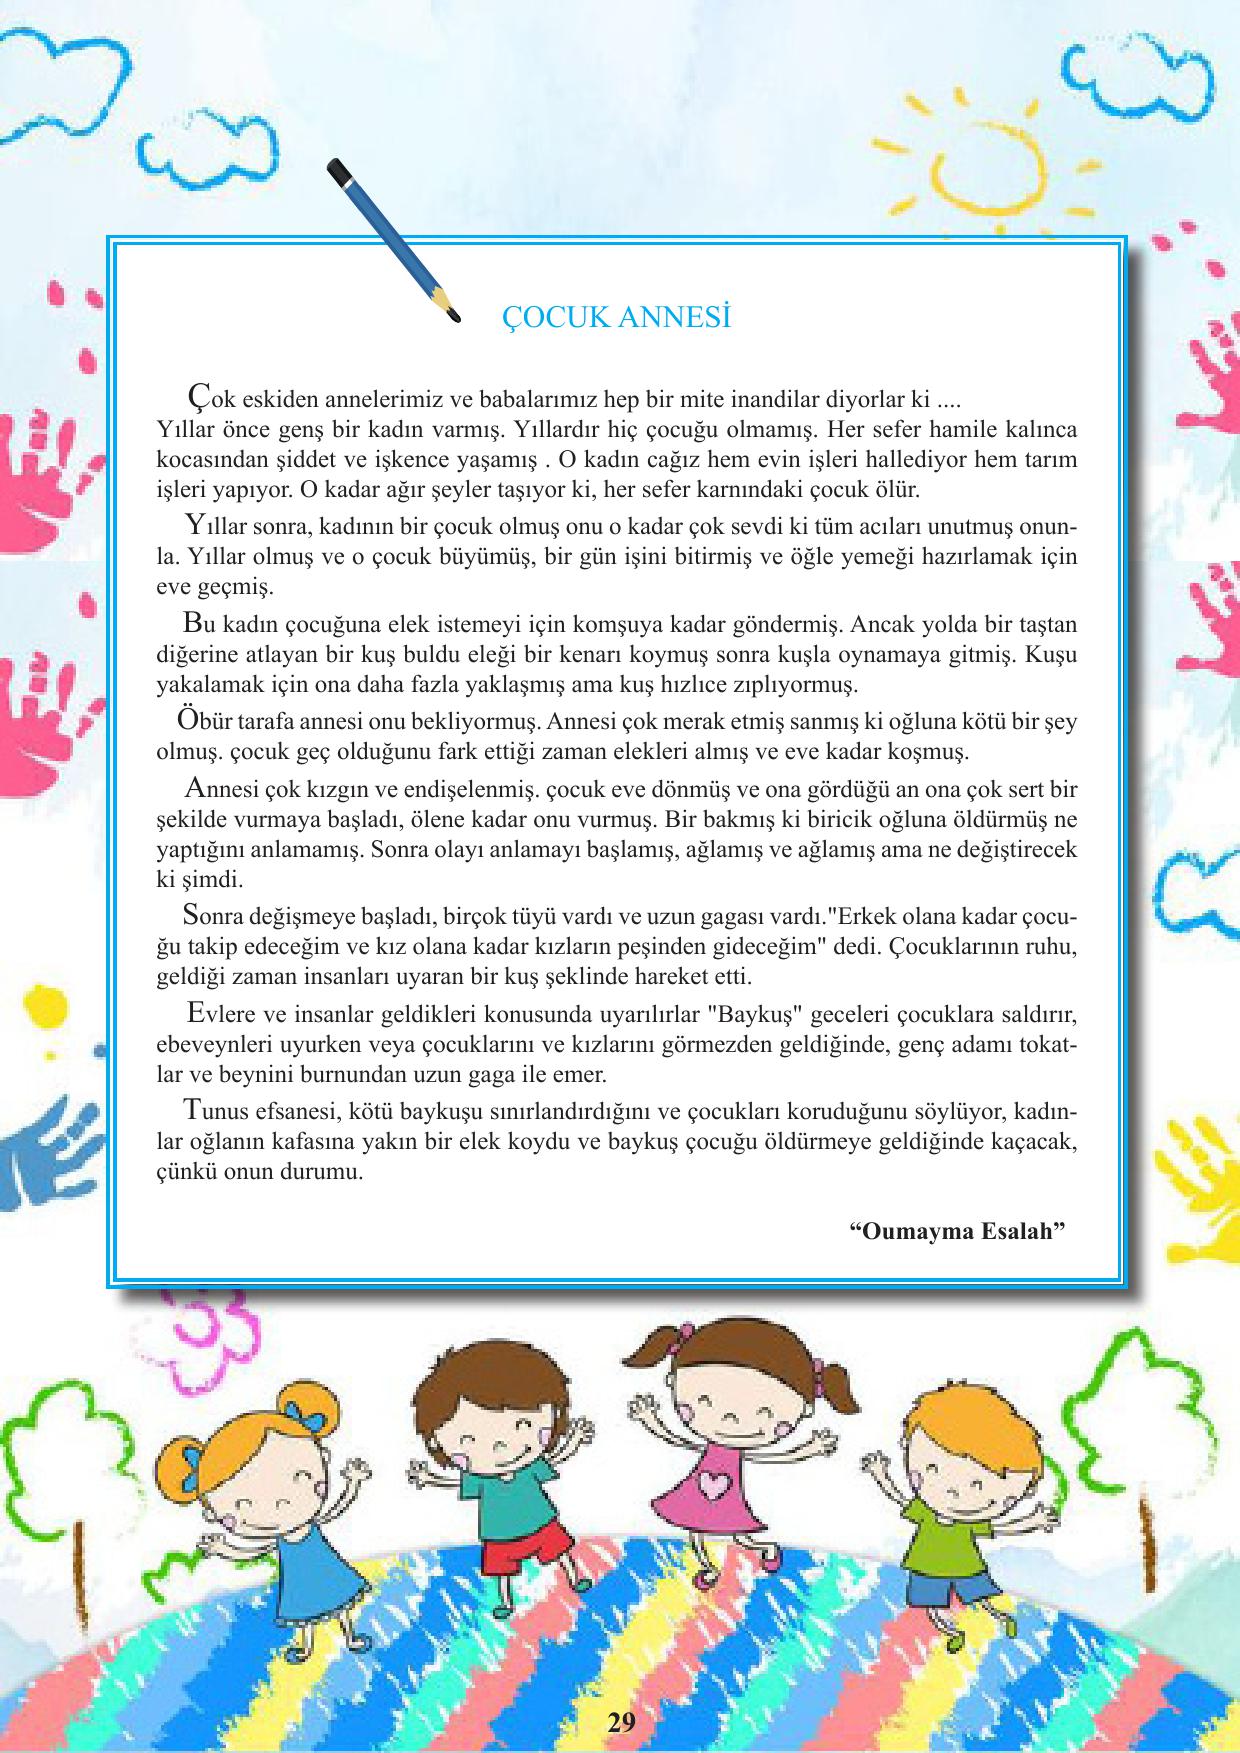 ÇOCUK ANNESİ
Çok eskiden annelerimiz ve babalarımız hep bir mite inandilar diyorlar ki ....
Yıllar önce genş bir kadın varmış. Yıllardır hiç çocuğu olmamış. Her sefer hamile kalınca
kocasından şiddet ve işkence yaşamış . O kadın cağız hem evin işleri hallediyor hem tarım
işleri yapıyor. O kadar ağır şeyler taşıyor ki, her sefer karnındaki çocuk ölür.
Yıllar sonra, kadının bir çocuk olmuş onu o kadar çok sevdi ki tüm acıları unutmuş onun-
la. Yıllar olmuş ve o çocuk büyümüş, bir gün işini bitirmiş ve öğle yemeği hazırlamak için
eve geçmiş.
Bu kadın çocuğuna elek istemeyi için komşuya kadar göndermiş. Ancak yolda bir taştan
diğerine atlayan bir kuş buldu eleği bir kenarı koymuş sonra kuşla oynamaya gitmiş. Kuşu
yakalamak için ona daha fazla yaklaşmış ama kuş hızlıce zıplıyormuş.
Öbür tarafa annesi onu bekliyormuş. Annesi çok merak etmiş sanmış ki oğluna kötü bir şey
olmuş. çocuk geç olduğunu fark ettiği zaman elekleri almış ve eve kadar koşmuş.
Annesi çok kızgın ve endişelenmiş. çocuk eve dönmüş ve ona gördüğü an ona çok sert bir
şekilde vurmaya başladı, ölene kadar onu vurmuş. Bir bakmış ki biricik oğluna öldürmüş ne
yaptığını anlamamış. Sonra olayı anlamayı başlamış, ağlamış ve ağlamış ama ne değiştirecek
ki şimdi.
Sonra değişmeye başladı, birçok tüyü vardı ve uzun gagası vardı."Erkek olana kadar çocu-
ğu takip edeceğim ve kız olana kadar kızların peşinden gideceğim" dedi. Çocuklarının ruhu,
geldiği zaman insanları uyaran bir kuş şeklinde hareket etti.
Evlere ve insanlar geldikleri konusunda uyarılırlar "Baykuş" geceleri çocuklara saldırır,
ebeveynleri uyurken veya çocuklarını ve kızlarını görmezden geldiğinde, genç adamı tokat-
lar ve beynini burnundan uzun gaga ile emer.
Tunus efsanesi, kötü baykuşu sınırlandırdığını ve çocukları koruduğunu söylüyor, kadın-
lar oğlanın kafasına yakın bir elek koydu ve baykuş çocuğu öldürmeye geldiğinde kaçacak,
çünkü onun durumu.
“Oumayma Esalah”
29